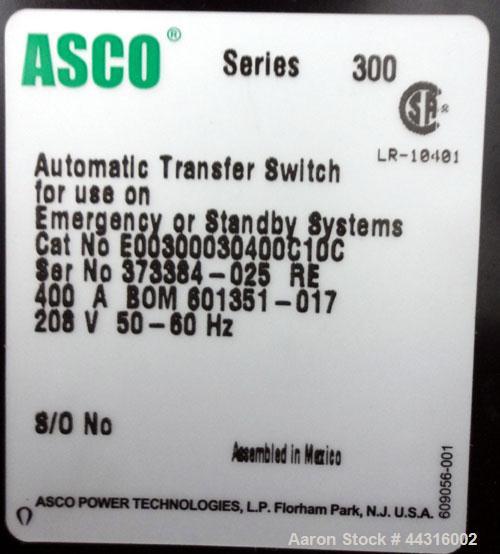 ASCO® Series 300
LR-10401
Automatic Transfer Switch
for use on
Emergency or Standby Systems
Cat No E00300030400C10C
Ser No 373384-025 RE
400 A BOM 601351-017
208 V 50-60 Hz
S/O No
Assembled in Mexico
ASCO POWER TECHNOLOGIES, L.P. Florham Park, N.J. U.S.A.
609056-001
Aaron Stock # 44316002